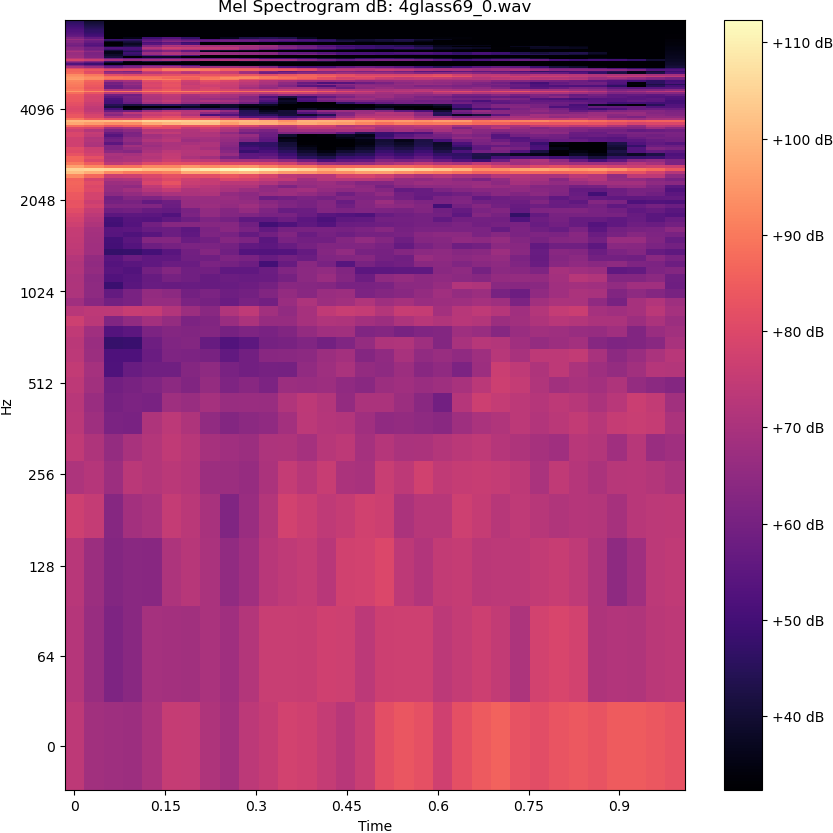 Mel Spectrogram dB: 4glass69_0.wav
Hz
4096
2048
1024
512
256
128
64
0
0
0.15
0.3
0.45
0.6
0.75
0.9
Time
+110 dB
+100 dB
+90 dB
+80 dB
+70 dB
+60 dB
+50 dB
+40 dB